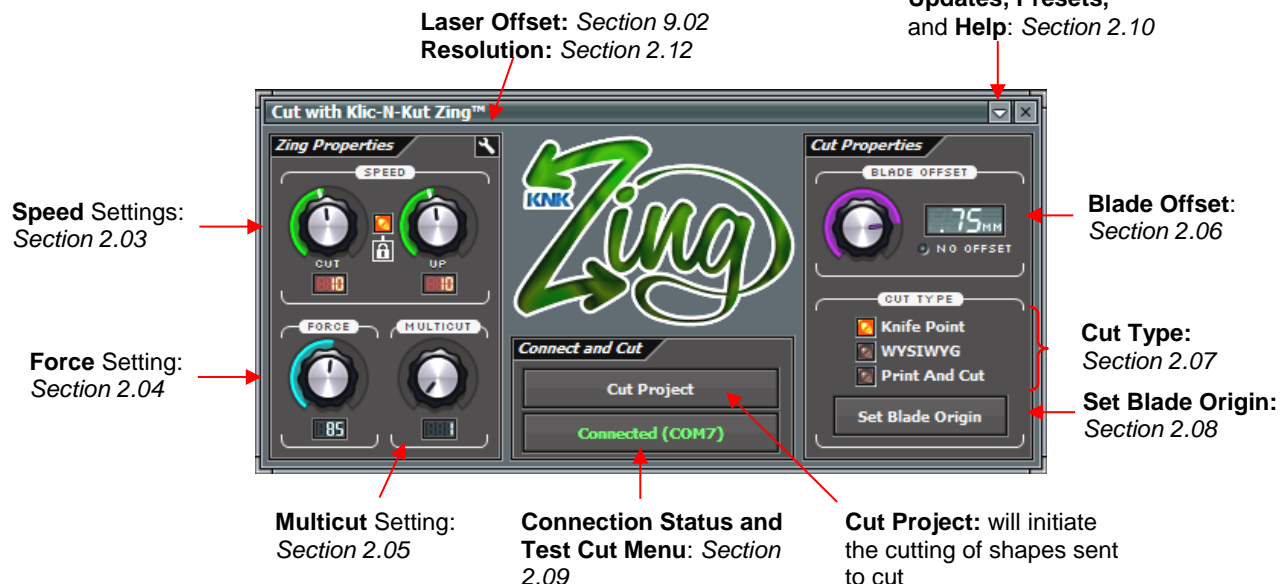 Updates, Presets,
and Help: Section 2.10
Laser Offset: Section 9.02
Resolution: Section 2.12
Cut with Klic-N-Kut Zing™
Zing Properties
SPEED
CUT
10
UP
10
FORCE
85
MULTICUT
1
KNK
Zing
Connect and Cut
Cut Project
Connected (COM7)
Cut Properties
BLADE OFFSET
.75MM
NO OFFSET
CUT TYPE
Knife Point
WYSIWYG
Print And Cut
Set Blade Origin
Speed Settings:
Section 2.03
Force Setting:
Section 2.04
Blade Offset:
Section 2.06
Cut Type:
Section 2.07
Set Blade Origin:
Section 2.08
Multicut Setting:
Section 2.05
Connection Status and
Test Cut Menu: Section
2.09
Cut Project: will initiate
the cutting of shapes sent
to cut